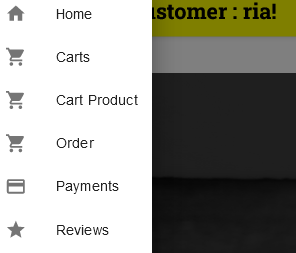 Home
ustomer : ria!
Carts
Cart Product
Order
Payments
Reviews